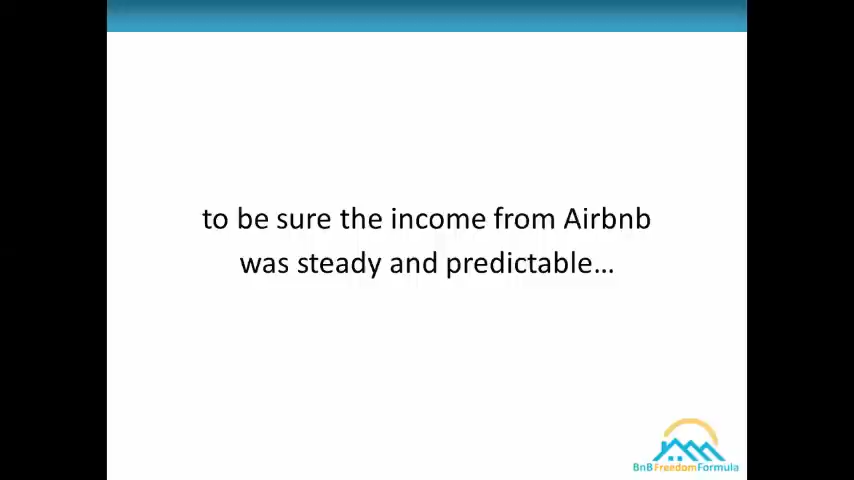 to be sure the income from Airbnb
was steady and predictable...
BnBFreedomFormula